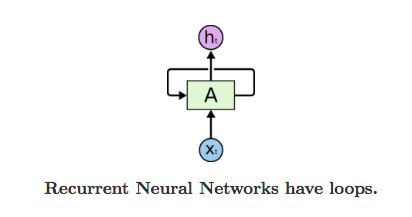 hₜ
A
Xₜ
Recurrent Neural Networks have loops.